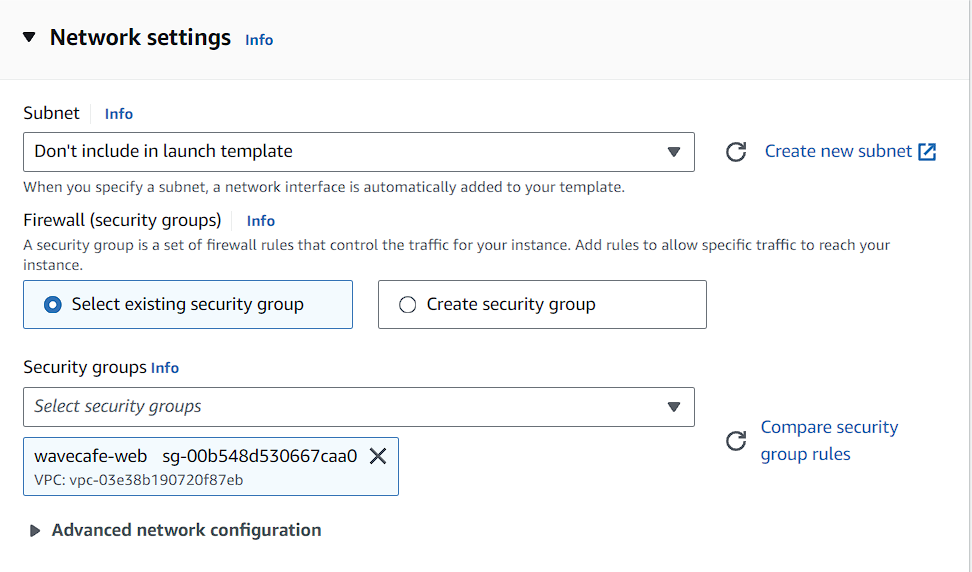 Network settings Info
Subnet Info
Don't include in launch template
Create new subnet
When you specify a subnet, a network interface is automatically added to your template.
Firewall (security groups) Info
A security group is a set of firewall rules that control the traffic for your instance. Add rules to allow specific traffic to reach your
instance.
Select existing security group
Create security group
Security groups Info
Select security groups
Compare security
group rules
wavecafe-web sg-00b548d530667caa0
VPC: vpc-03e38b190720f87eb
Advanced network configuration